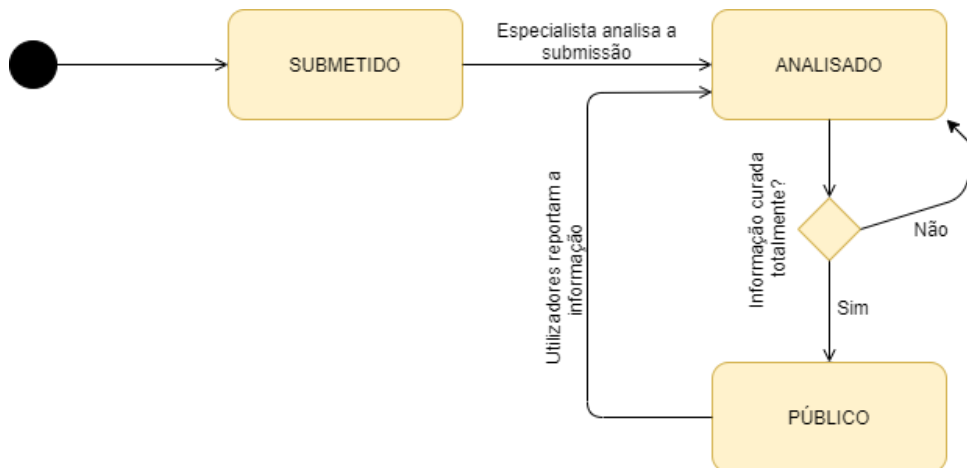 SUBMETIDO
Especialista analisa a
submissão
ANALISADO
Informação curada
totalmente?
Não
Utilizadores reportam a
informação
Sim
PÚBLICO